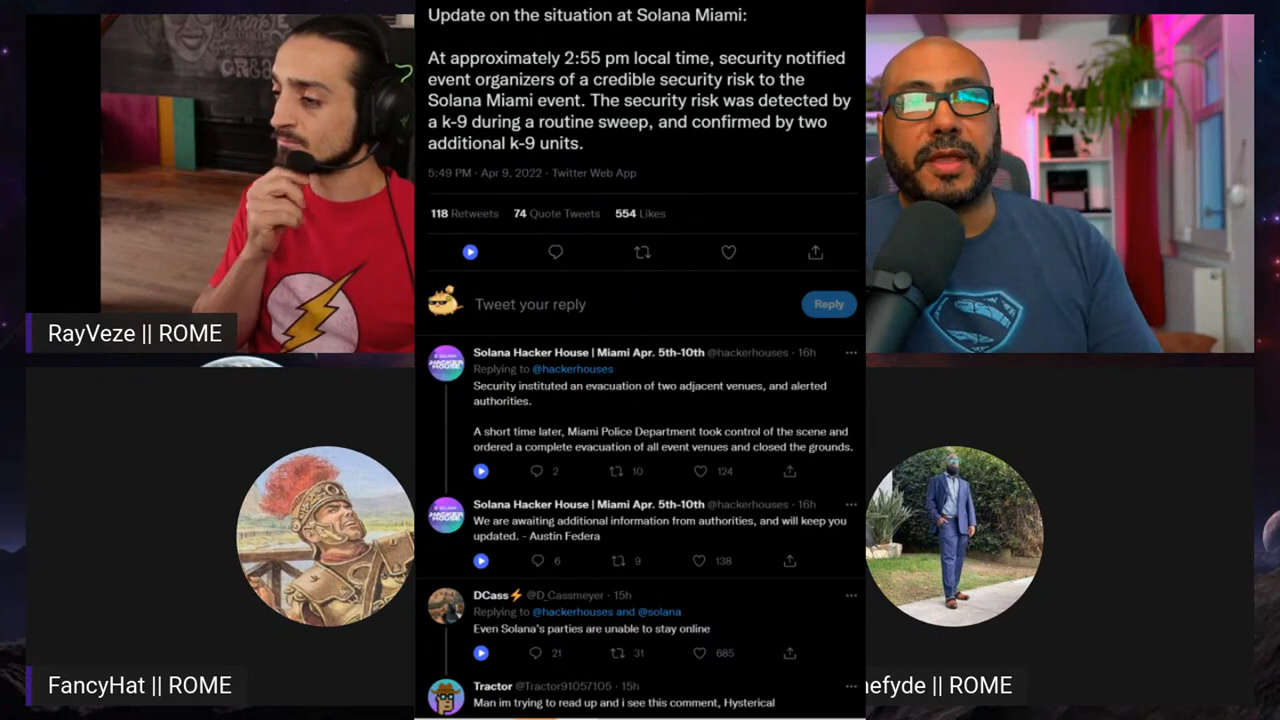 Update on the situation at Solana Miami:
At approximately 2:55 pm local time, security notified
event organizers of a credible security risk to the
Solana Miami event. The security risk was detected by
a k-9 during a routine sweep, and confirmed by two
additional k-9 units.
5:49 PM · Apr 9, 2022 · Twitter Web App
118 Retweets 74 Quote Tweets 554 Likes
Tweet your reply
Reply
Solana Hacker House | Miami Apr. 5th-10th @hackerhouses · 16h
Replying to @hackerhouses
Security instituted an evacuation of two adjacent venues, and alerted
authorities.
A short time later, Miami Police Department took control of the scene and
ordered a complete evacuation of all event venues and closed the grounds.
2 10 124
Solana Hacker House | Miami Apr. 5th-10th @hackerhouses · 16h
We are awaiting additional information from authorities, and will keep you
updated. - Austin Federa
6 9 138
DCass⚡ @D_Cassmeyer · 15h
Replying to @hackerhouses and @solana
Even Solana's parties are unable to stay online
21 31 685
Tractor @Tractor91057105 · 15h
Man im trying to read up and i see this comment, Hysterical
RayVeze || ROME
FancyHat || ROME
nefyde || ROME